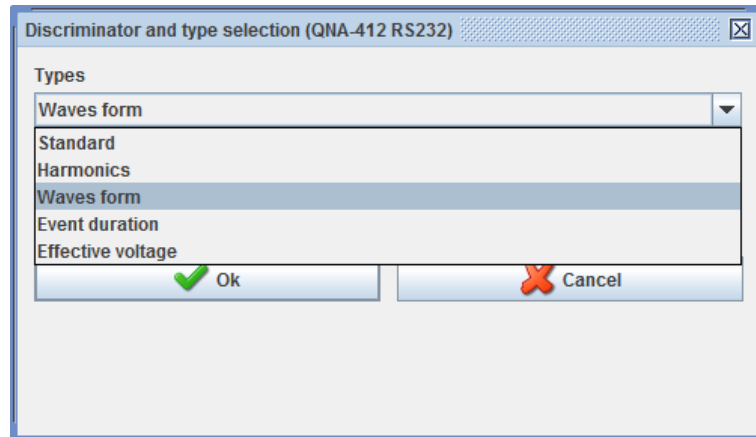 Discriminator and type selection (QNA-412 RS232)
Types
Waves form
Standard
Harmonics
Waves form
Event duration
Effective voltage
Ok
Cancel